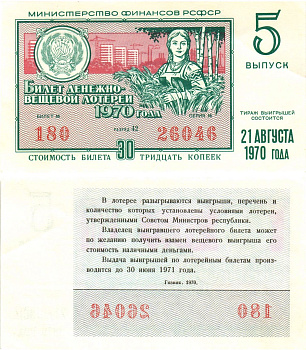 МИНИСТЕРСТВО ФИНАНСОВ РСФСР
5
ВЫПУСК
БИЛЕТ ДЕНЕЖНО-
ВЕЩЕВОЙ ЛОТЕРЕИ
1970 ГОДА
БИЛЕТ № СЕРИЯ №
180 РАЗРЯД 42 26046
СТОИМОСТЬ БИЛЕТА 30 ТРИДЦАТЬ КОПЕЕК
ТИРАЖ ВЫИГРЫШЕЙ
СОСТОИТСЯ
21 АВГУСТА
1970 ГОДА
В лотерее разыгрываются выигрыши, перечень и
количество которых установлены условиями лотереи,
утвержденными Советом Министров республики.
Владелец выигравшего лотерейного билета может
по желанию получить взамен вещевого выигрыша его
стоимость наличными деньгами.
Выдача выигрышей по лотерейным билетам произ-
водится до 30 июня 1971 года.
Гознак. 1970.
26046 180